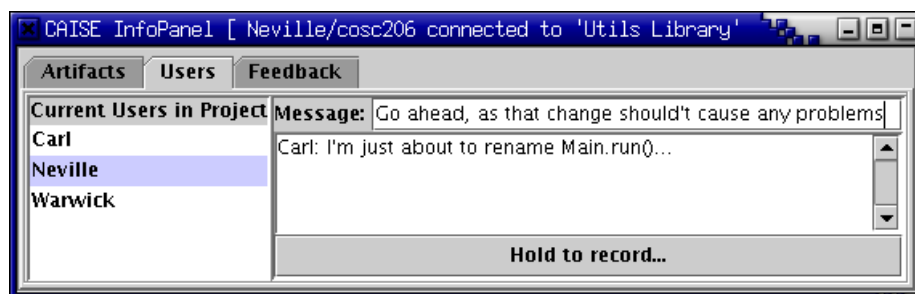 CAISE InfoPanel [ Neville/cosc206 connected to 'Utils Library'
Artifacts Users Feedback
Current Users in Project
Carl
Neville
Warwick
Message: Go ahead, as that change should't cause any problems
Carl: I'm just about to rename Main.run()...
Hold to record...